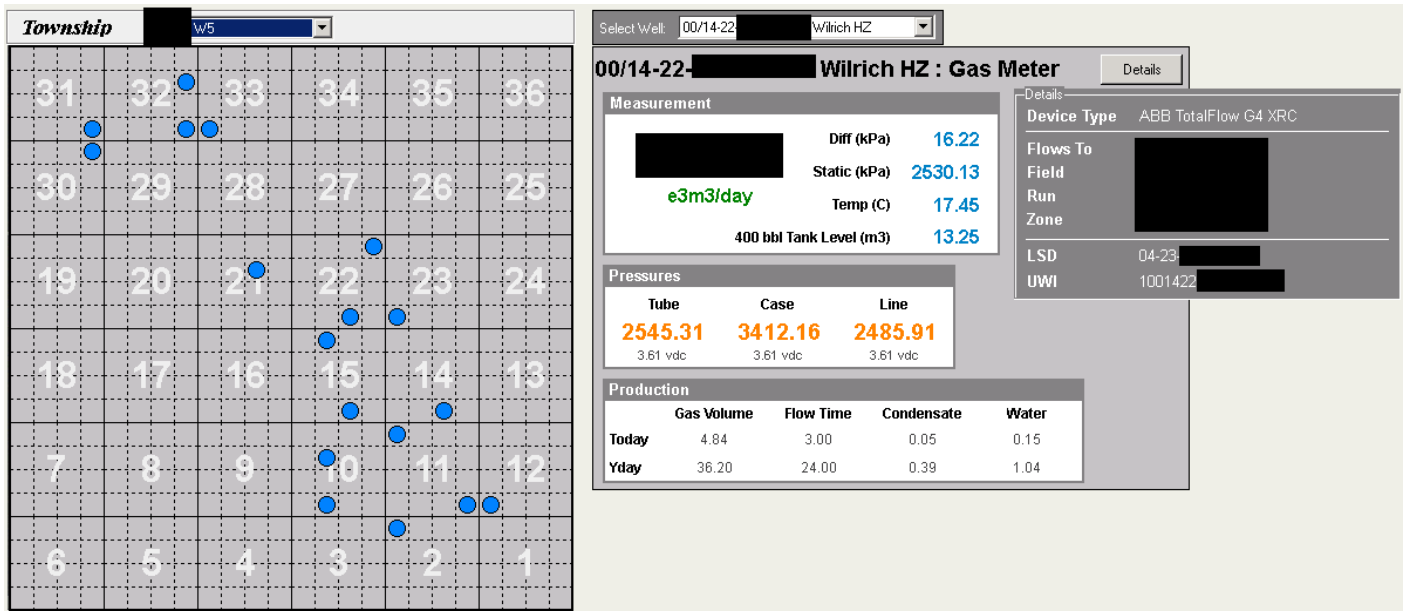 Township W5
31 32 33 34 35 36
30 29 28 27 26 25
19 20 21 22 23 24
18 17 16 15 14 13
7 8 9 10 11 12
6 5 4 3 2 1
Select Well: 00/14-22- Wilrich HZ
00/14-22- Wilrich HZ : Gas Meter
Details
Measurement
Diff (kPa) 16.22
Static (kPa) 2530.13
e3m3/day
Temp (C) 17.45
400 bbl Tank Level (m3) 13.25
Pressures
Tube Case Line
2545.31 3412.16 2485.91
3.61 vdc 3.61 vdc 3.61 vdc
Production
Gas Volume Flow Time Condensate Water
Today 4.84 3.00 0.05 0.15
Yday 36.20 24.00 0.39 1.04
Details
Device Type ABB TotalFlow G4 XRC
Flows To
Field
Run
Zone
LSD 04-23-
UWI 1001422